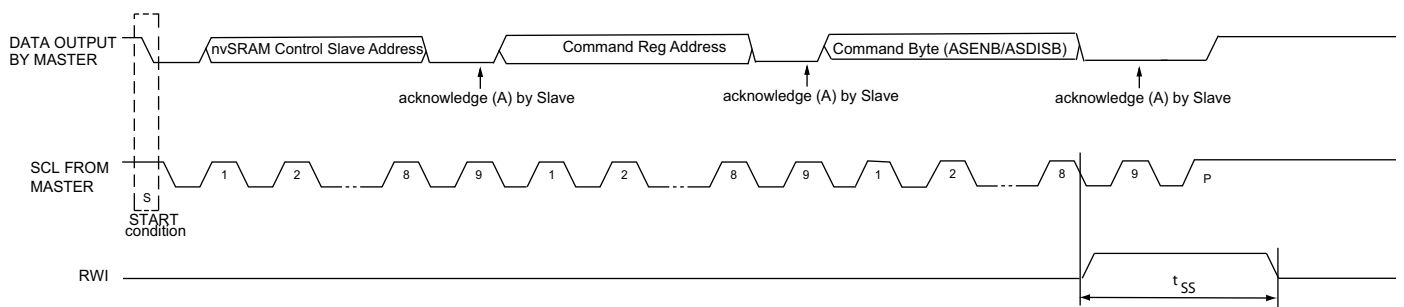 DATA OUTPUT
BY MASTER
nvSRAM Control Slave Address
Command Reg Address
Command Byte (ASENB/ASDISB)
acknowledge (A) by Slave
acknowledge (A) by Slave
acknowledge (A) by Slave
SCL FROM
MASTER
1 2 8 9 1 2 8 9 1 2 8 9 P
S
START
condition
RWI
tSS